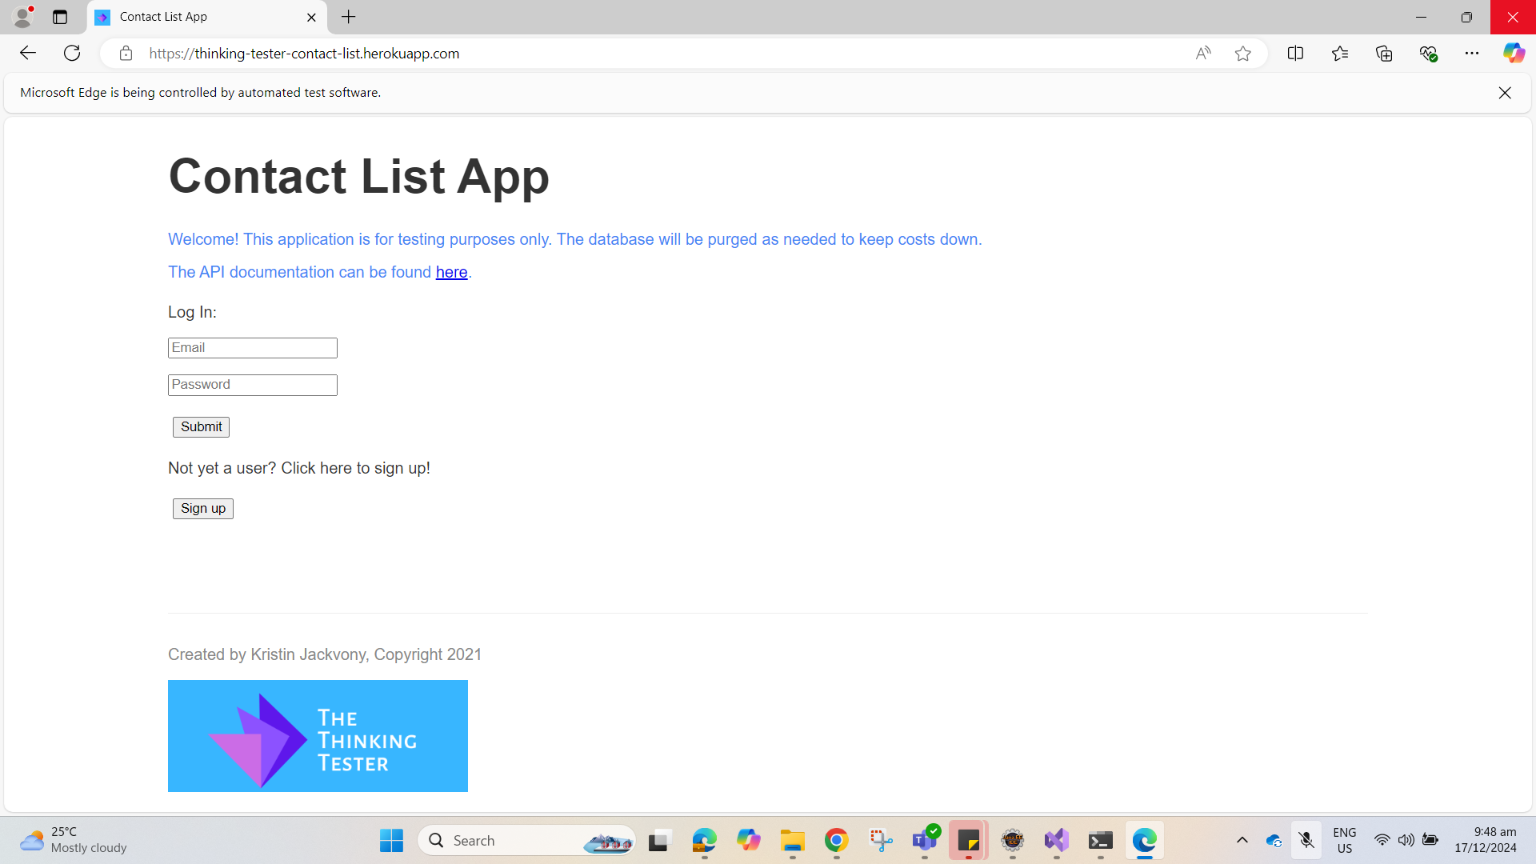 Contact List App
https://thinking-tester-contact-list.herokuapp.com
Microsoft Edge is being controlled by automated test software.
Contact List App
Welcome! This application is for testing purposes only. The database will be purged as needed to keep costs down.
The API documentation can be found here.
Log In:
Email
Password
Submit
Not yet a user? Click here to sign up!
Sign up
Created by Kristin Jackvony, Copyright 2021
THE
THINKING
TESTER
25°C
Mostly cloudy
Search
ENG
US
9:48 am
17/12/2024